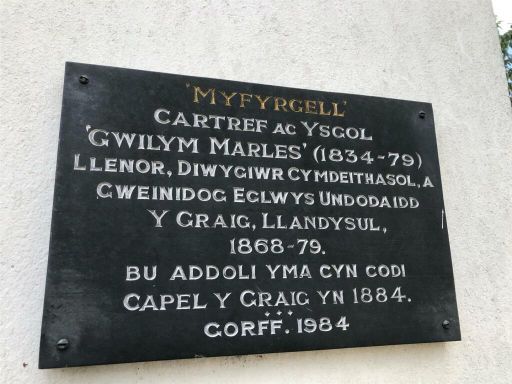 'MYFYRGELL'
CARTREF AC YSGOL
'GWILYM MARLES' (1834-79)
LLENOR, DIWYGIWR CYMDEITHASOL, A
GWEINIDOG EGLWYS UNDODAIDD
Y GRAIG, LLANDYSUL,
1868-79.
BU ADDOLI YMA CYN CODI
CAPEL Y GRAIG YN 1884.
GORFF. 1984